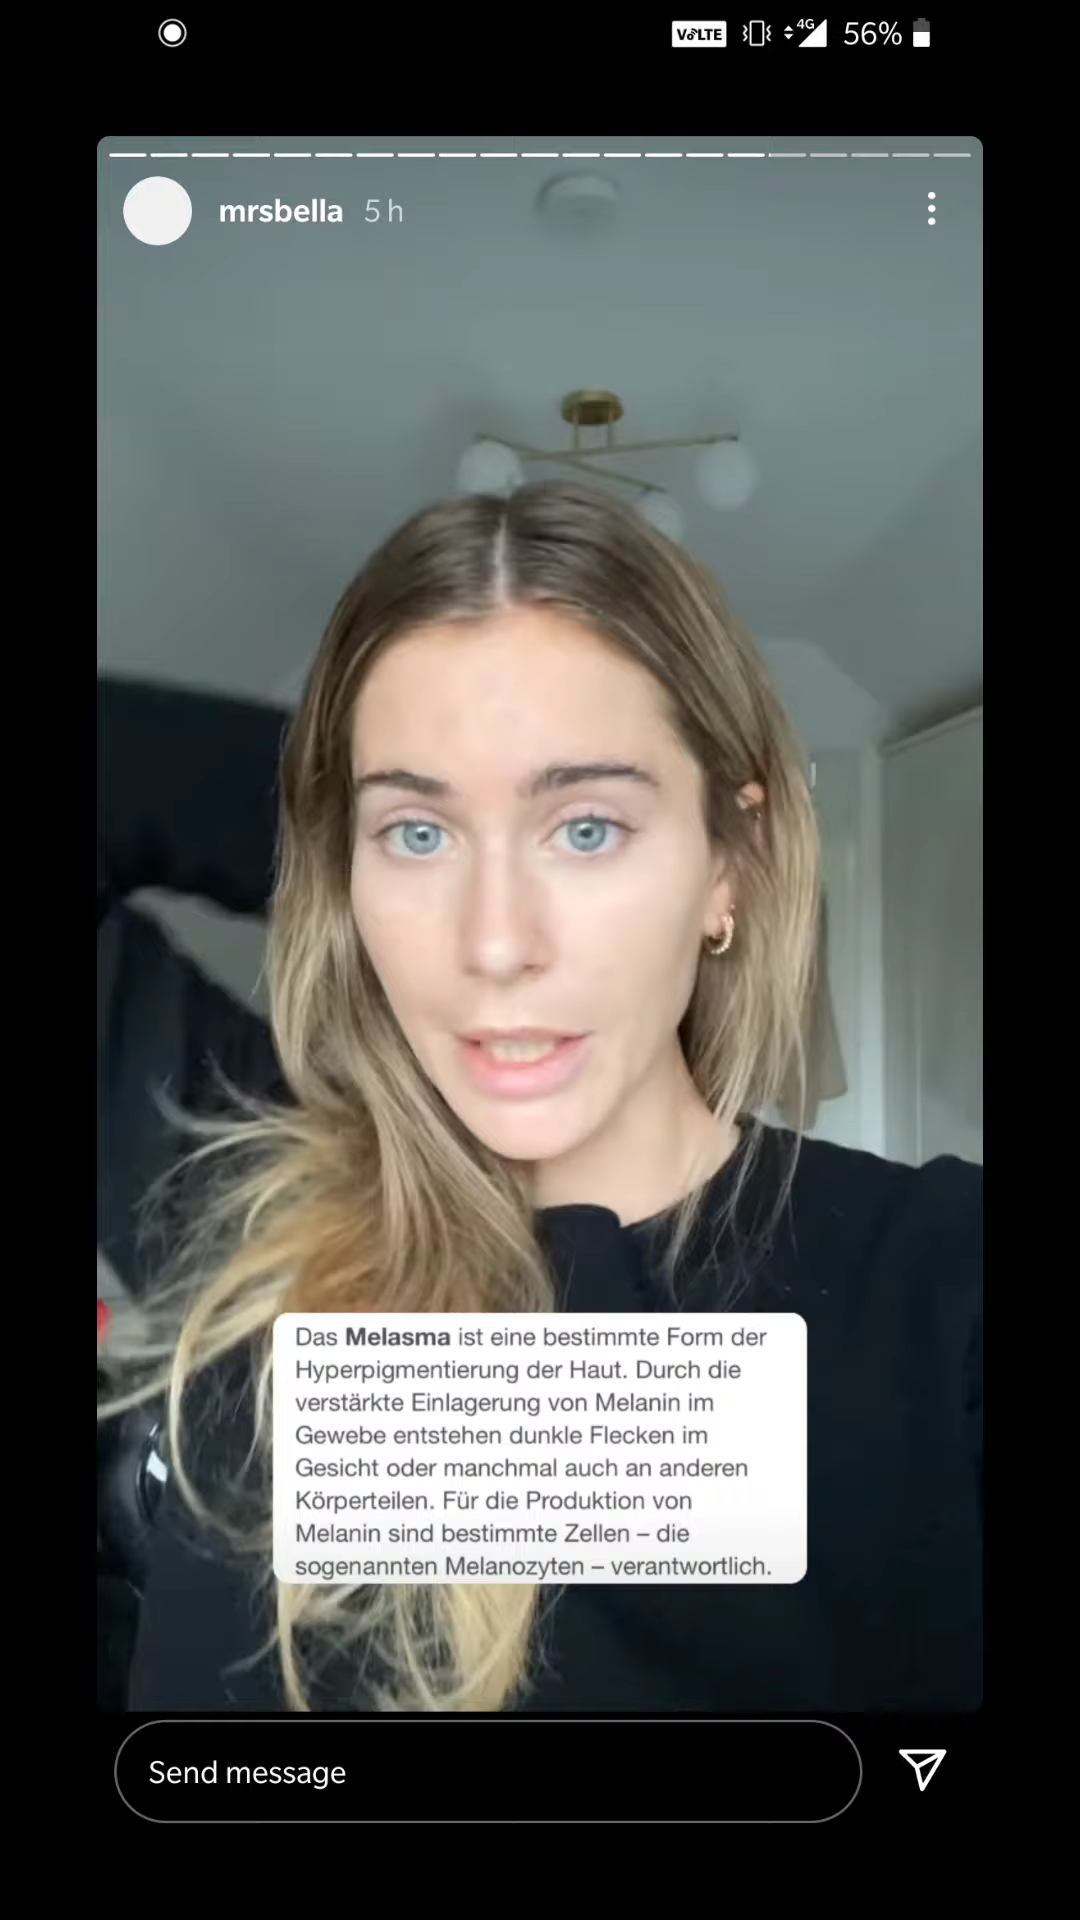 VoLTE 4G 56%
mrsbella 5 h
Das Melasma ist eine bestimmte Form der
Hyperpigmentierung der Haut. Durch die
verstärkte Einlagerung von Melanin im
Gewebe entstehen dunkle Flecken im
Gesicht oder manchmal auch an anderen
Körperteilen. Für die Produktion von
Melanin sind bestimmte Zellen – die
sogenannten Melanozyten – verantwortlich.
Send message